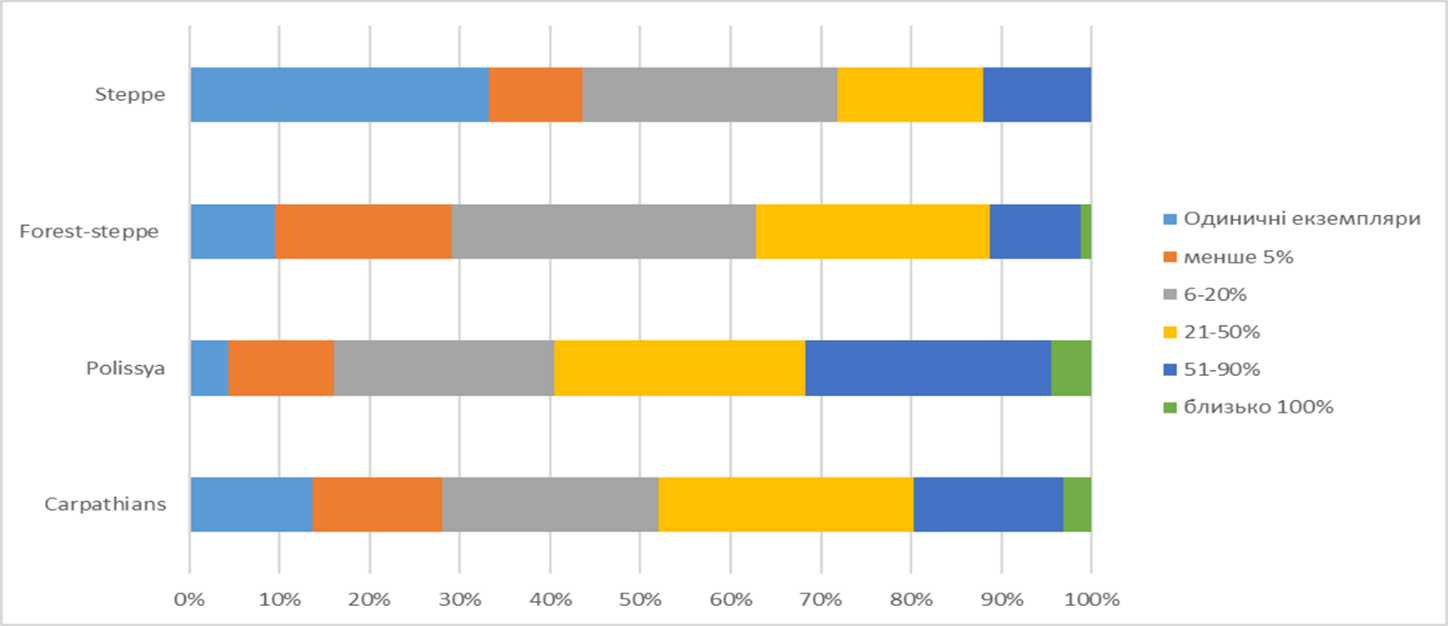 Steppe
Forest-steppe
Polissya
Carpathians
0% 10% 20% 30% 40% 50% 60% 70% 80% 90% 100%
Одиничні екземпляри
менше 5%
6-20%
21-50%
51-90%
близько 100%